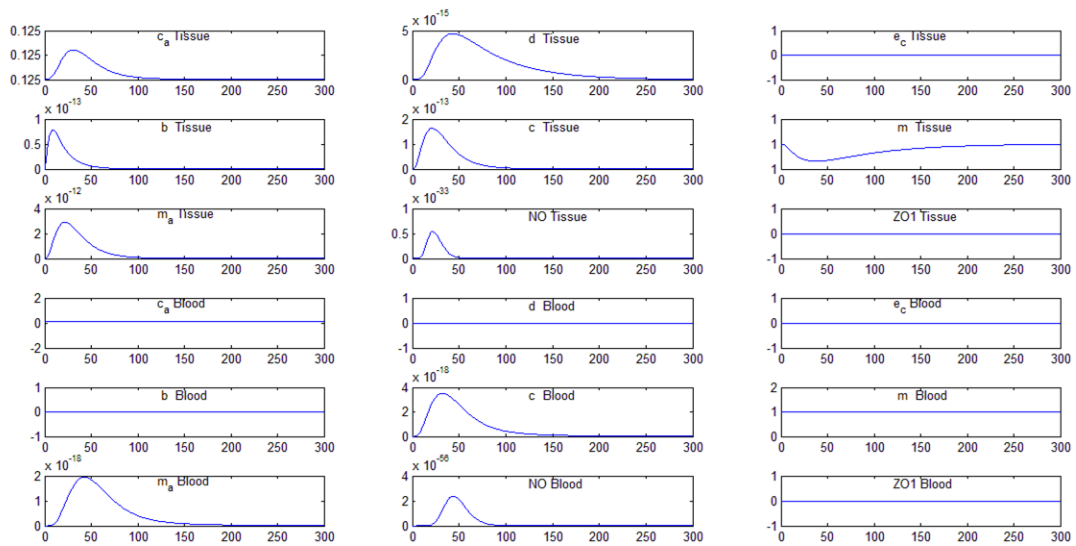 c_a Tissue
0.125
0.125
0.125
0 50 100 150 200 250 300
x 10^-15
d Tissue
5
0
0 50 100 150 200 250 300
e_c Tissue
1
0
-1
0 50 100 150 200 250 300
x 10^-13
b Tissue
1
0.5
0
0 50 100 150 200 250 300
x 10^-13
c Tissue
2
1
0
0 50 100 150 200 250 300
m Tissue
1
1
1
0 50 100 150 200 250 300
x 10^-12
m_a Tissue
4
2
0
0 50 100 150 200 250 300
x 10^-33
NO Tissue
1
0.5
0
0 50 100 150 200 250 300
ZO1 Tissue
1
0
-1
0 50 100 150 200 250 300
c_a Blood
2
0
-2
0 50 100 150 200 250 300
d Blood
1
0
-1
0 50 100 150 200 250 300
e_c Blood
1
0
-1
0 50 100 150 200 250 300
b Blood
1
0
-1
0 50 100 150 200 250 300
x 10^-18
c Blood
4
2
0
0 50 100 150 200 250 300
m Blood
2
1
0
0 50 100 150 200 250 300
x 10^-18
m_a Blood
2
1
0
0 50 100 150 200 250 300
x 10^-56
NO Blood
4
2
0
0 50 100 150 200 250 300
ZO1 Blood
1
0
-1
0 50 100 150 200 250 300